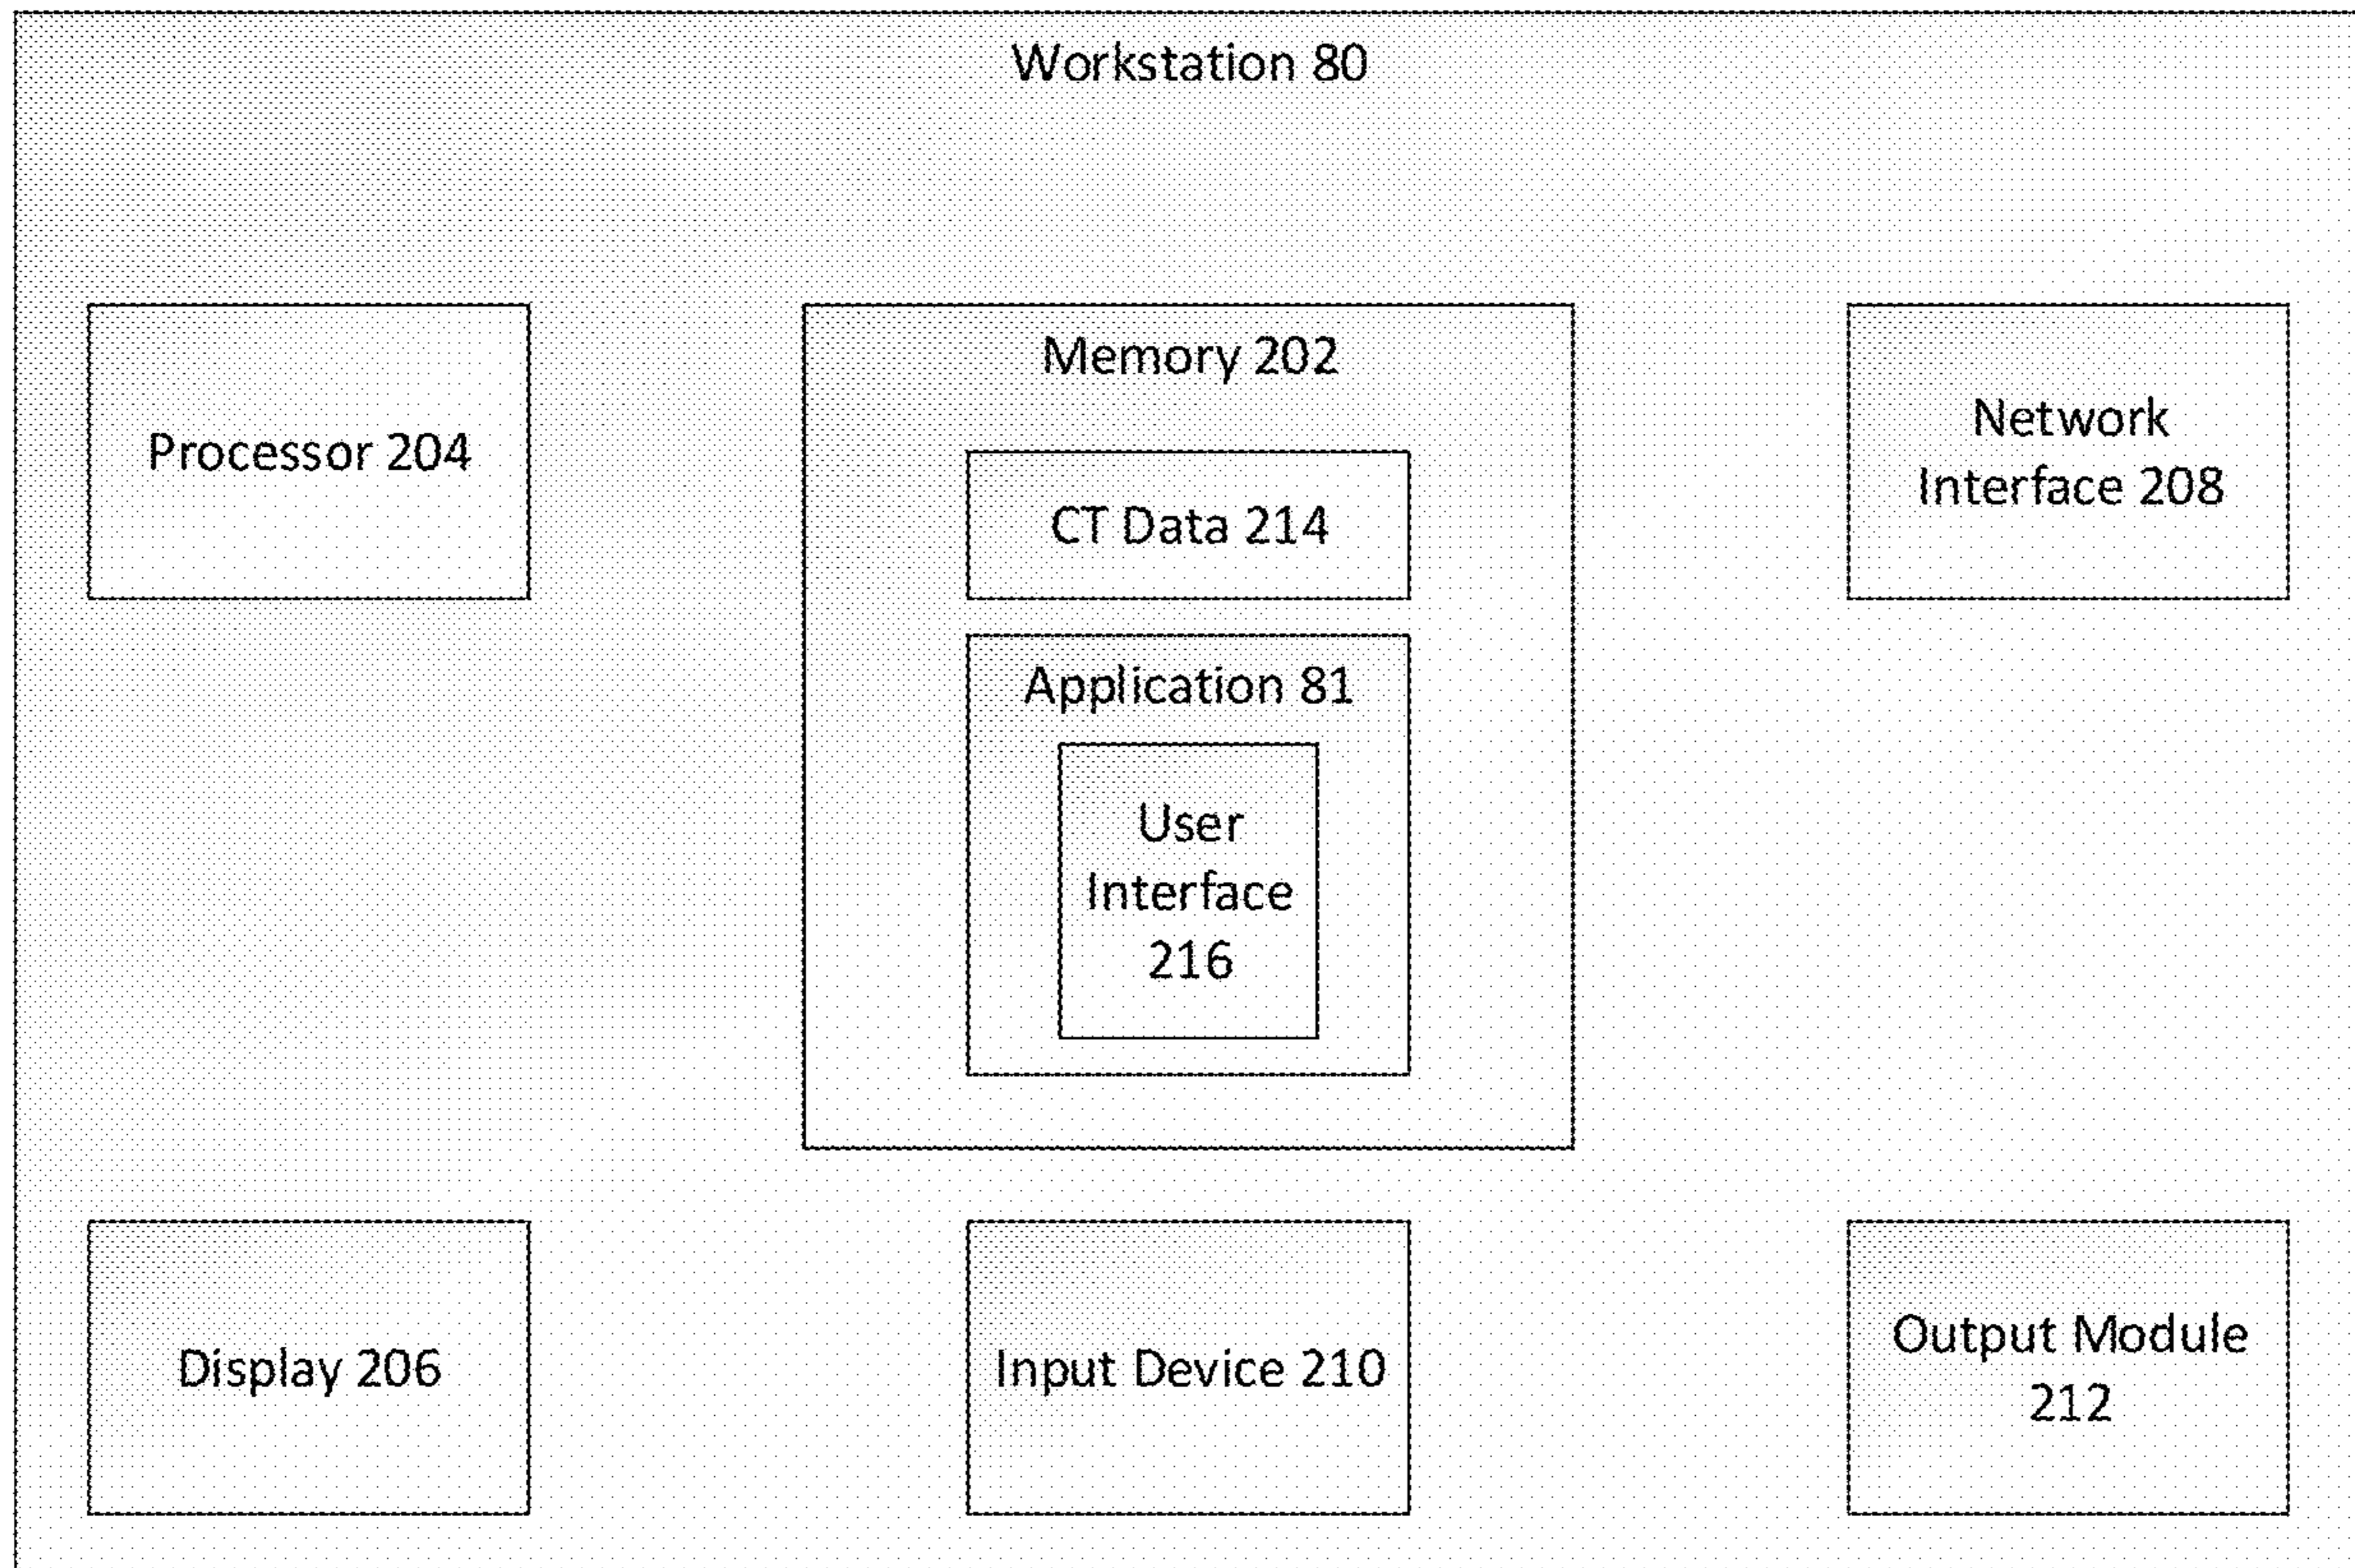 Workstation 80
Processor 204
Memory 202
CT Data 214
Application 81
User
Interface
216
Network
Interface 208
Display 206
Input Device 210
Output Module
212